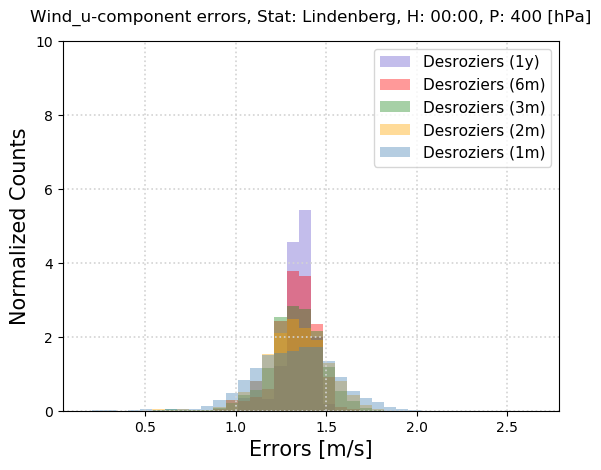 Wind_u-component errors, Stat: Lindenberg, H: 00:00, P: 400 [hPa]
10
8
6
4
2
0
Normalized Counts
Desroziers (1y)
Desroziers (6m)
Desroziers (3m)
Desroziers (2m)
Desroziers (1m)
0.5 1.0 1.5 2.0 2.5
Errors [m/s]